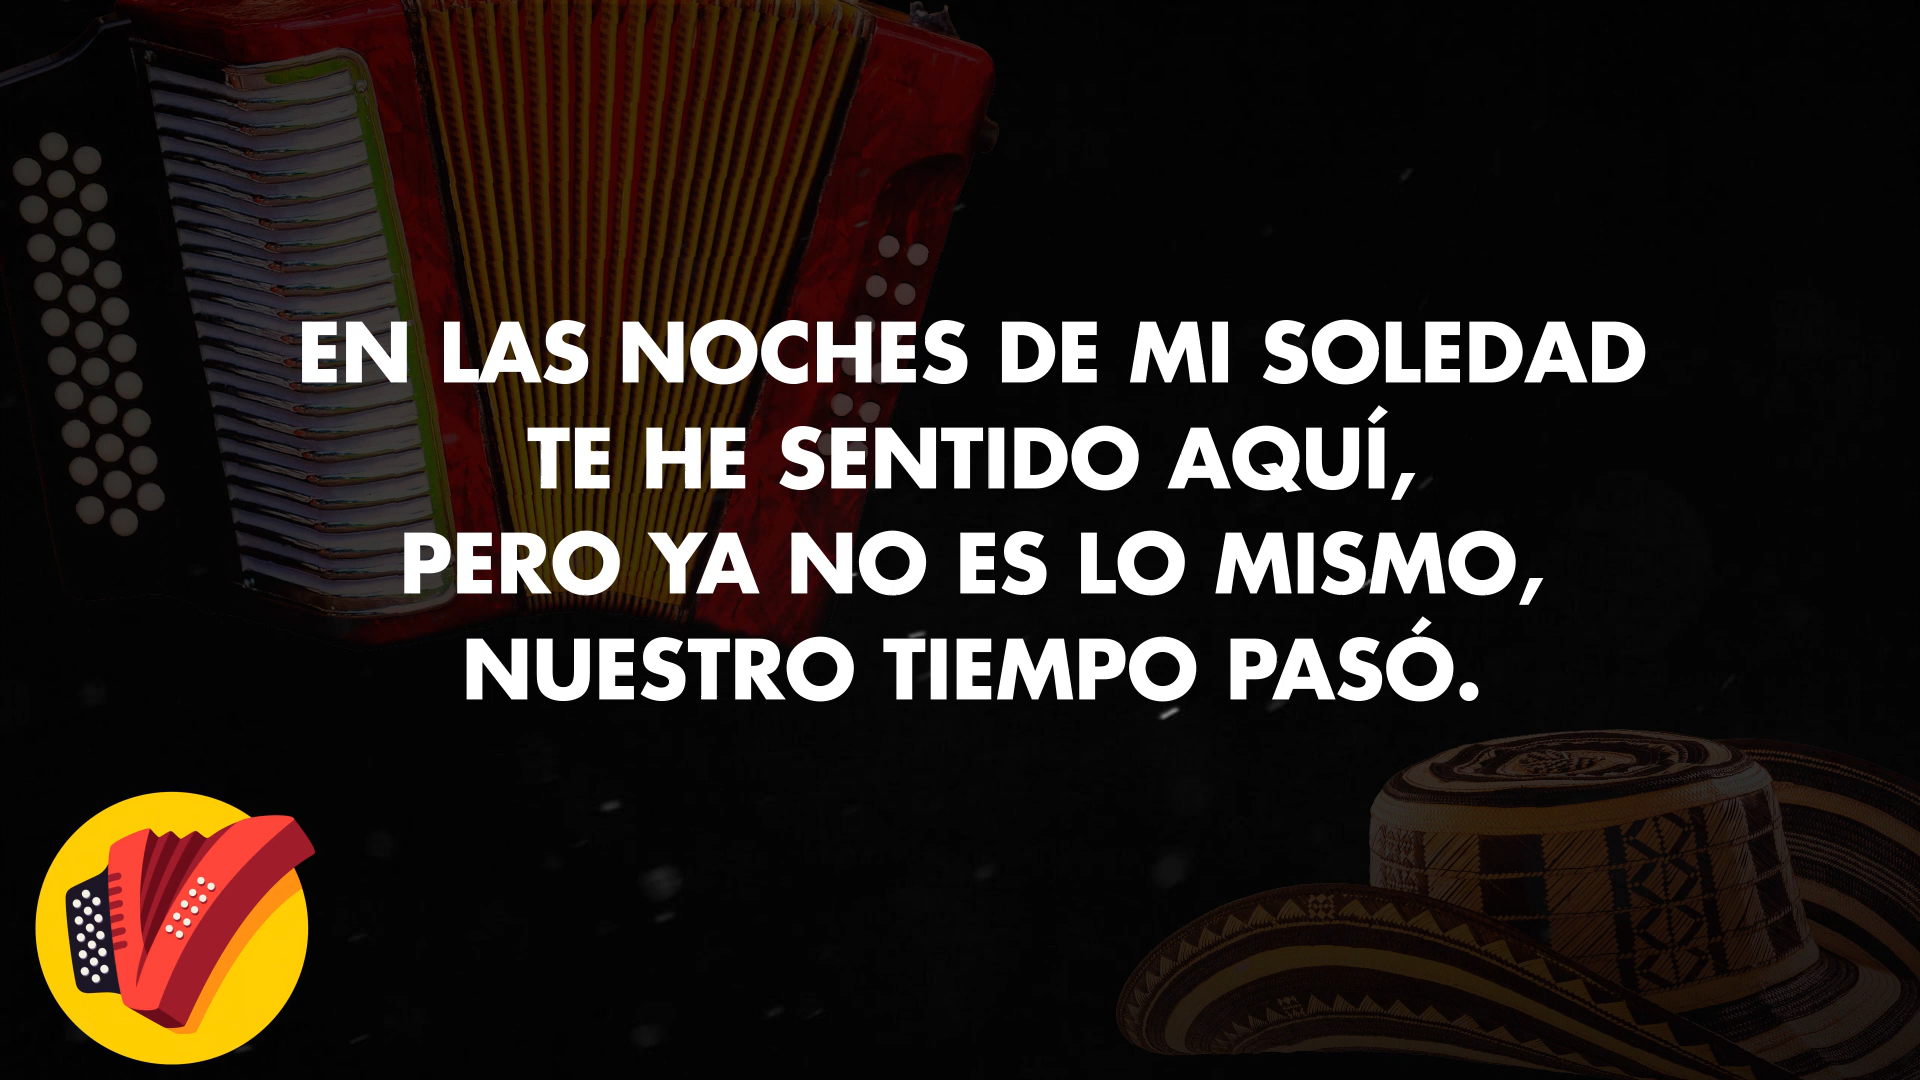 EN LAS NOCHES DE MI SOLEDAD
TE HE SENTIDO AQUÍ,
PERO YA NO ES LO MISMO,
NUESTRO TIEMPO PASÓ.